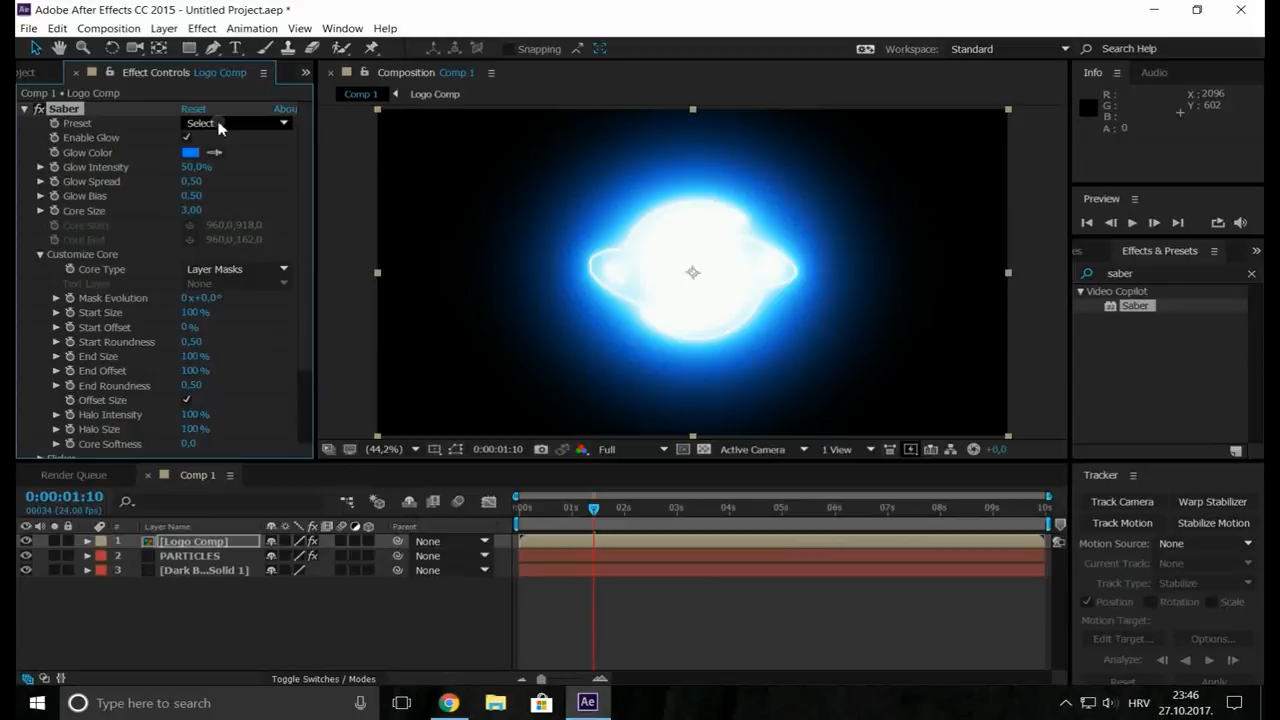 Adobe After Effects CC 2015 - Untitled Project.aep *
File Edit Composition Layer Effect Animation View Window Help
Snapping Workspace: Standard Search Help
oject Effect Controls Logo Comp Composition Comp 1 Info Audio
Comp 1 • Logo Comp Comp 1 Logo Comp
R: X: 2096
G: Y: 602
B:
A: 0
Saber Reset Abou
Preset Select
Enable Glow
Glow Color
Glow Intensity 50,0%
Glow Spread 0,50
Glow Bias 0,50
Core Size 3,00
Core Start 960,0,918,0
Core End 960,0,162,0
Customize Core
Core Type Layer Masks
Text Layer None
Mask Evolution 0x+0,0°
Start Size 100%
Start Offset 0%
Start Roundness 0,50
End Size 100%
End Offset 100%
End Roundness 0,50
Offset Size
Halo Intensity 100%
Halo Size 100%
Core Softness 0,0
Flicker
Preview
Effects & Presets
saber
Video Copilot
32 Saber
(44,2%) 0:00:01:10 Full Active Camera 1 View +0,0
Render Queue Comp 1
0:00:01:10
00034 (24.00 fps)
:00s 01s 02s 03s 04s 05s 06s 07s 08s 09s 10s
# Layer Name Parent
1 [Logo Comp] None
2 PARTICLES None
3 [Dark B...Solid 1] None
Toggle Switches / Modes
Tracker
Track Camera Warp Stabilizer
Track Motion Stabilize Motion
Motion Source: None
Current Track: None
Track Type: Stabilize
Position Rotation Scale
Motion Target:
Edit Target... Options...
Analyze:
Reset Apply
Type here to search
HRV 23:46
27.10.2017.